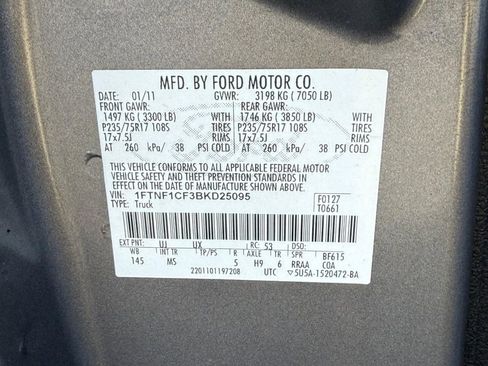 MFD. BY FORD MOTOR CO.
01/11 GVWR: 3198 KG ( 7050 LB)
FRONT GAWR: REAR GAWR:
1497 KG ( 3300 LB) WITH 1746 KG ( 3850 LB) WITH
P235/75R17 108S TIRES P235/75R17 108S TIRES
17x7.5J RIMS 17x7.5J RIMS
AT 260 kPa/ 38 PSI COLD AT 260 kPa/ 38 PSI COLD
THIS VEHICLE CONFORMS TO ALL APPLICABLE FEDERAL MOTOR
VEHICLE SAFETY AND THEFT PREVENTION STANDARDS IN EFFECT
ON THE DATE OF MANUFACTURE SHOWN ABOVE.
VIN: 1FTNF1CF3BKD25095 F0127
TYPE: Truck T0661
EXT PNT: UJ UX RC: 53 DSO:
WB INT TR TP/PS R AXLE TR SPR BF615
145 MS 5 H9 6 RRAA COA
2201101197208 UTC 5U5A-1520472-BA